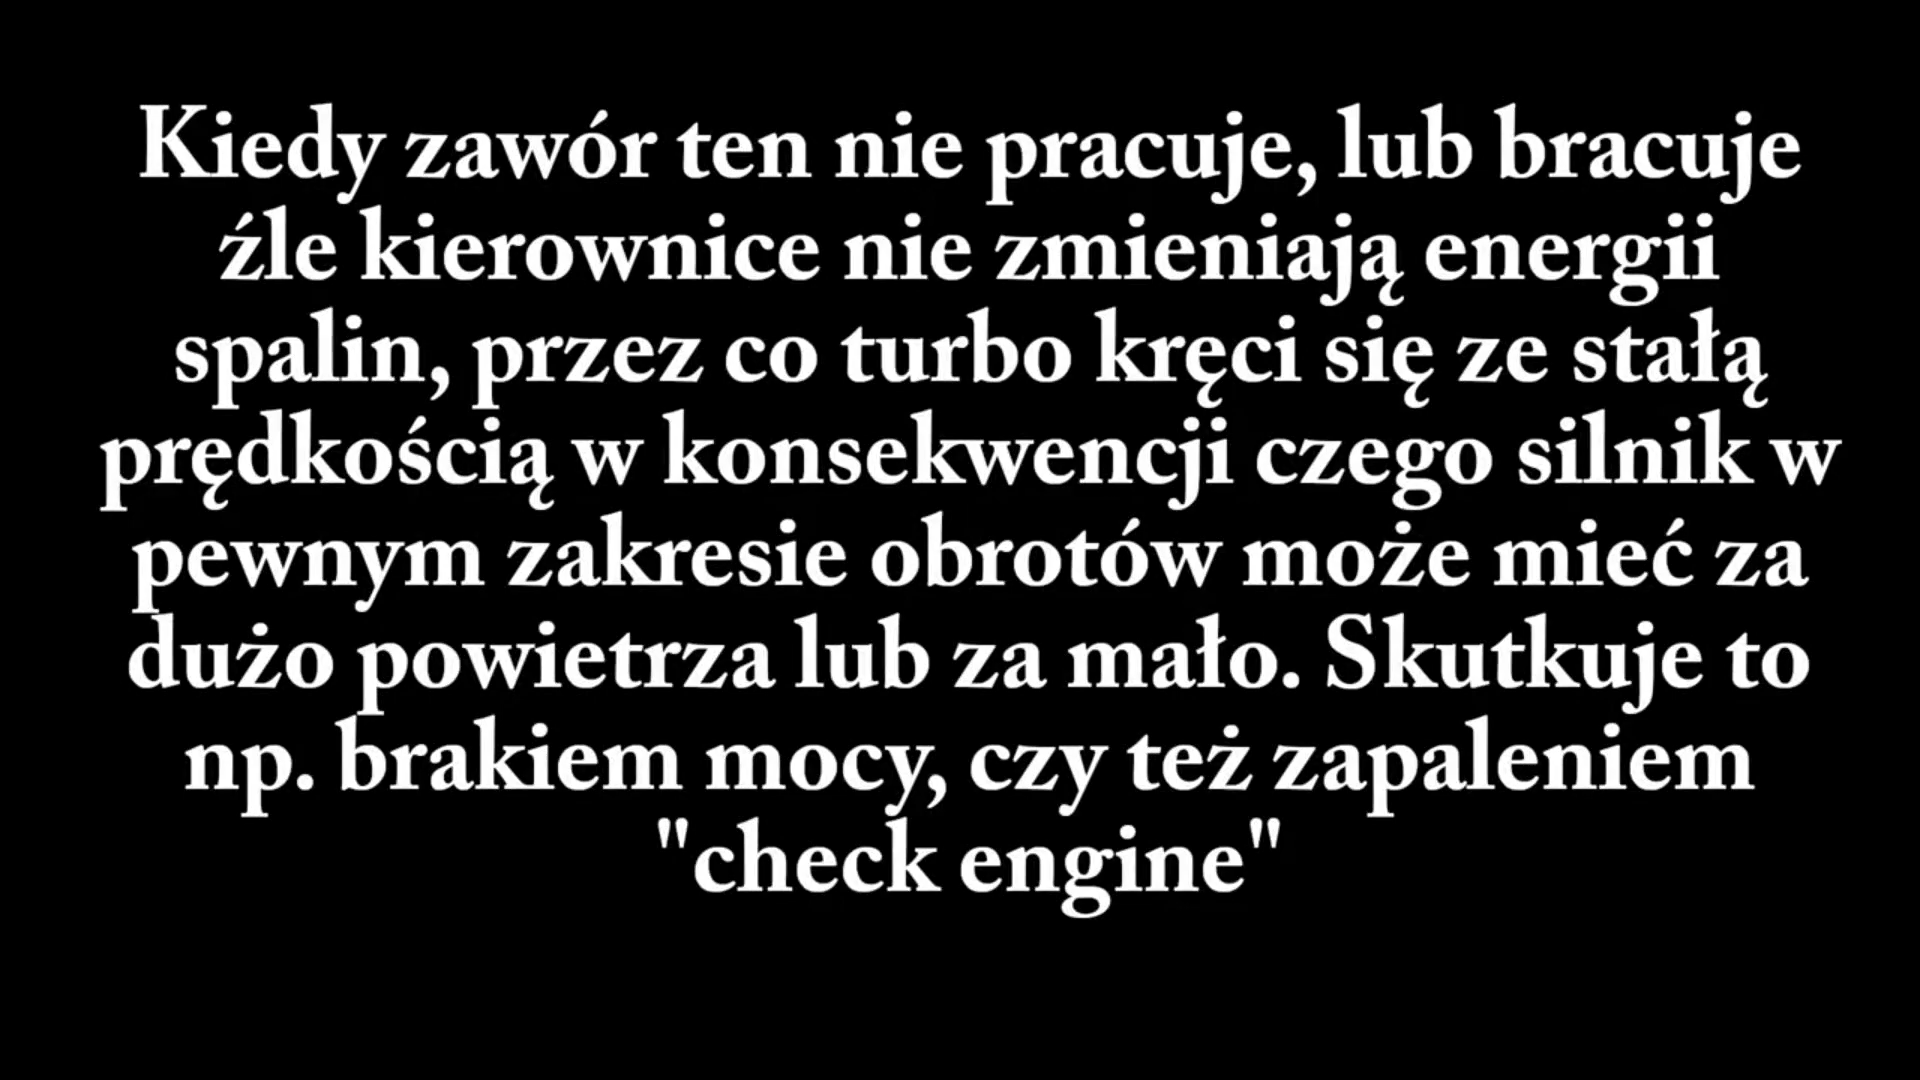 Kiedy zawór ten nie pracuje, lub bracuje
źle kierownice nie zmieniają energii
spalin, przez co turbo kręci się ze stałą
prędkością w konsekwencji czego silnik w
pewnym zakresie obrotów może mieć za
dużo powietrza lub za mało. Skutkuje to
np. brakiem mocy, czy też zapaleniem
"check engine"